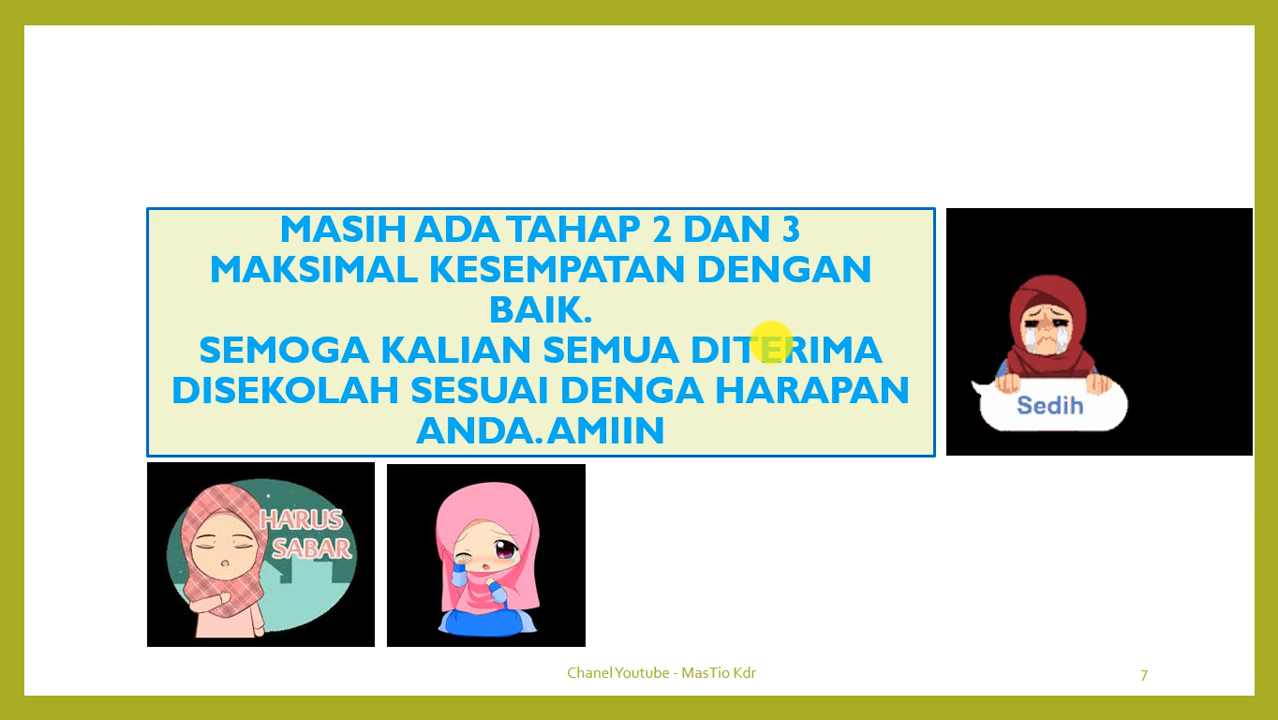 MASIH ADA TAHAP 2 DAN 3
MAKSIMAL KESEMPATAN DENGAN
BAIK.
SEMOGA KALIAN SEMUA DITERIMA
DISEKOLAH SESUAI DENGA HARAPAN
ANDA. AMIIN
Sedih
HARUS
SABAR
Chanel Youtube - MasTio Kdr
7